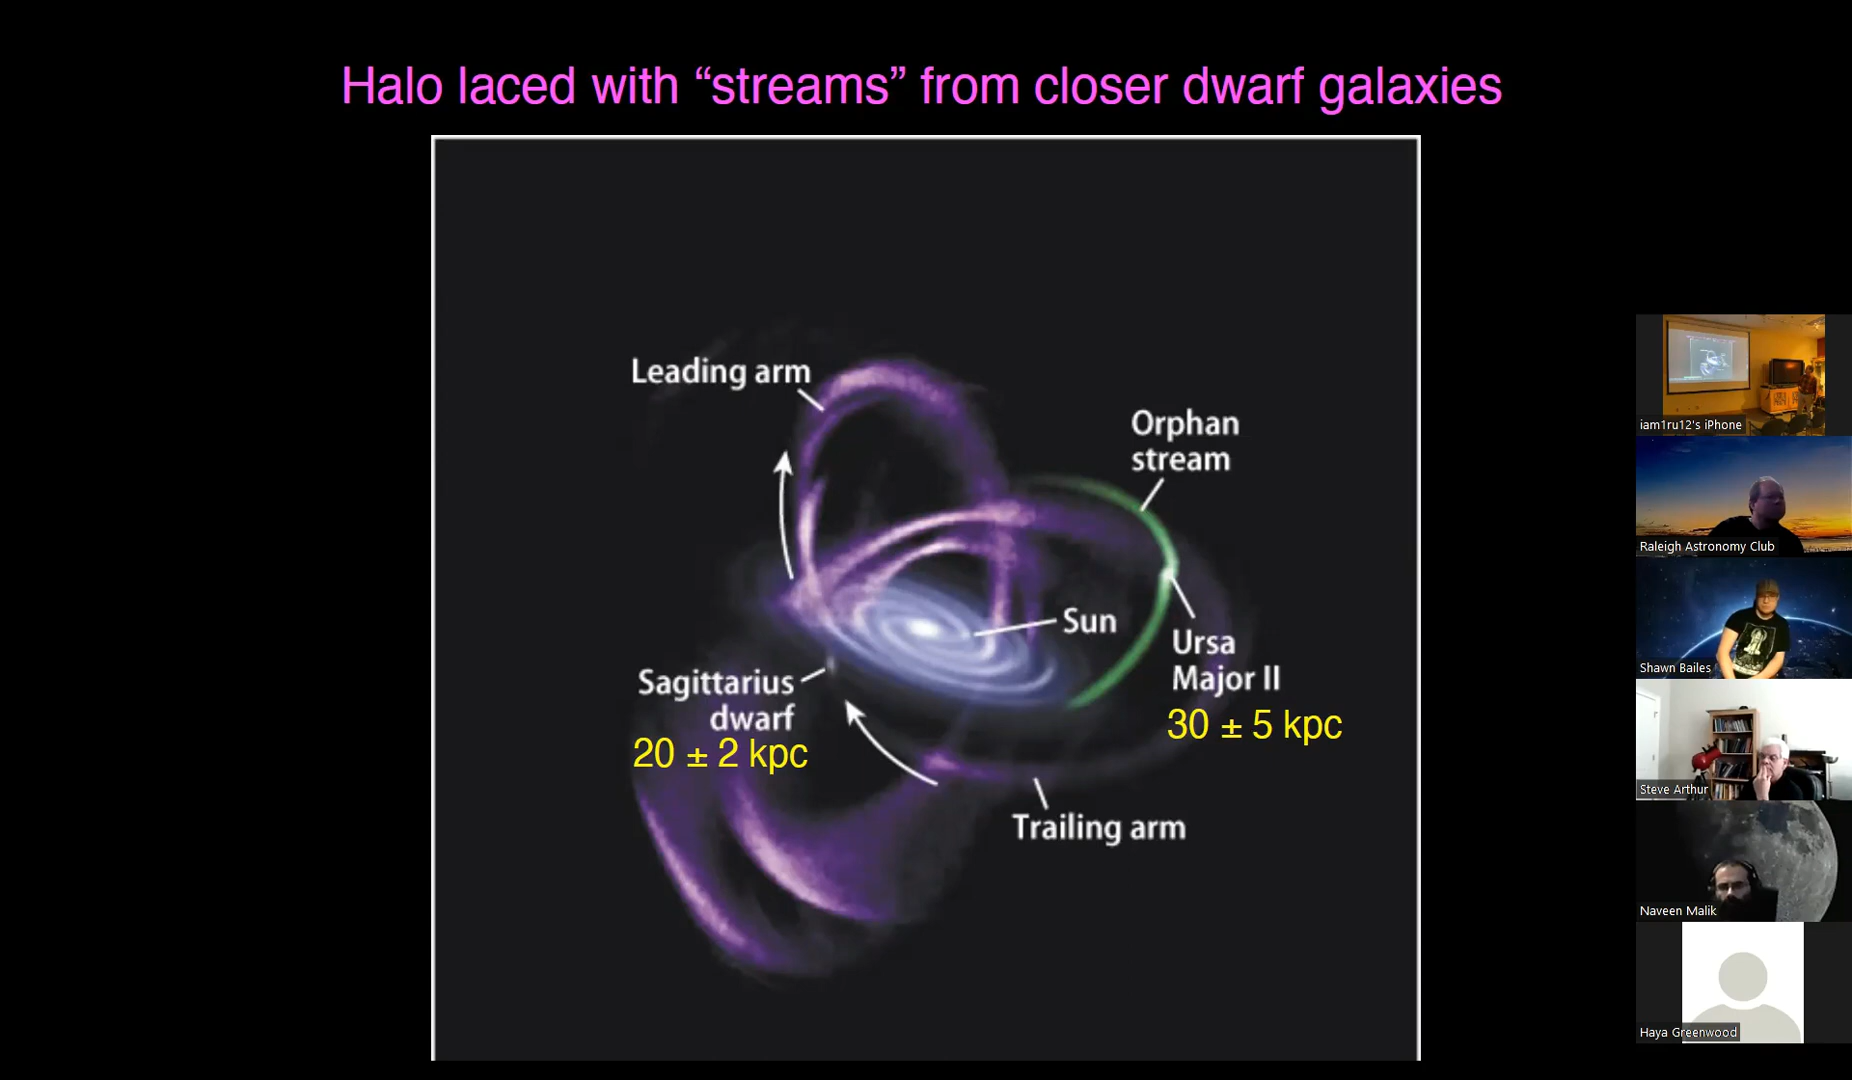 Halo laced with “streams” from closer dwarf galaxies
Leading arm
Orphan
stream
Sun
Ursa
Major II
30 ± 5 kpc
Sagittarius
dwarf
20 ± 2 kpc
Trailing arm
iam1ru12's iPhone
Raleigh Astronomy Club
Shawn Bailes
Steve Arthur
Naveen Malik
Haya Greenwood